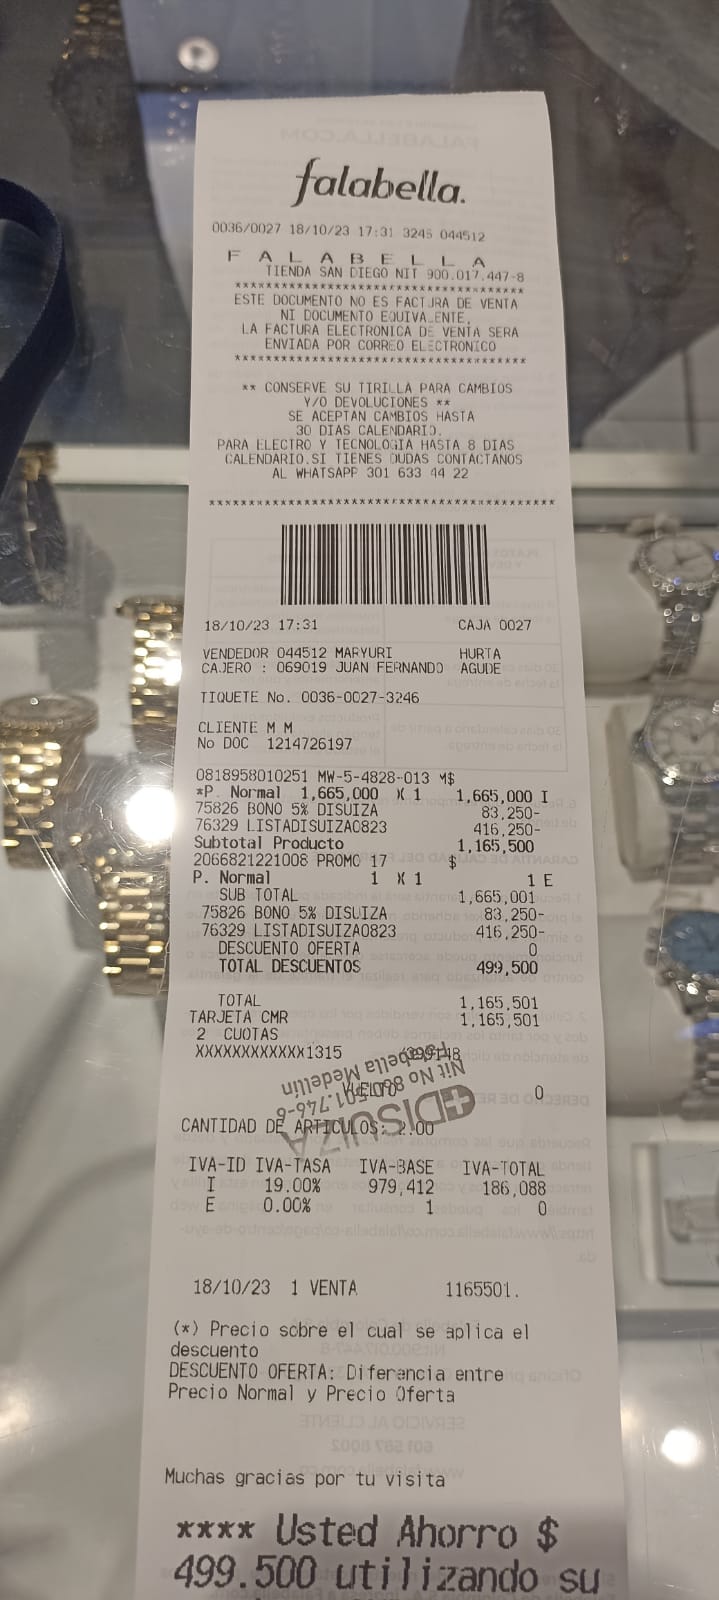 falabella.
0036/0027 18/10/23 17:31 3246 044512
F A L A B E L L A
TIENDA SAN DIEGO NIT 900.017.447-8
************************************
ESTE DOCUMENTO NO ES FACTURA DE VENTA
NI DOCUMENTO EQUIVALENTE,
LA FACTURA ELECTRONICA DE VENTA SERA
ENVIADA POR CORREO ELECTRONICO
************************************
** CONSERVE SU TIRILLA PARA CAMBIOS
Y/O DEVOLUCIONES **
SE ACEPTAN CAMBIOS HASTA
30 DIAS CALENDARIO.
PARA ELECTRO Y TECNOLOGIA HASTA 8 DIAS
CALENDARIO.SI TIENES DUDAS CONTACTANOS
AL WHATSAPP 301 633 44 22
****************************************
18/10/23 17:31 CAJA 0027
VENDEDOR 044512 MARYURI HURTA
CAJERO : 069019 JUAN FERNANDO AGUDE
TIQUETE No. 0036-0027-3246
CLIENTE M M
No DOC 1214726197
0818958010251 MW-5-4828-013 M$
*P. Normal 1,665,000 X 1 1,665,000 I
75826 BONO 5% DISUIZA 83,250-
76329 LISTADISUIZA0823 416,250-
Subtotal Producto 1,165,500
2066821221008 PROMO 17 $
P. Normal 1 X 1 1 E
SUB TOTAL 1,665,001
75826 BONO 5% DISUIZA 83,250-
76329 LISTADISUIZA0823 416,250-
DESCUENTO OFERTA 0
TOTAL DESCUENTOS 499,500
TOTAL 1,165,501
TARJETA CMR 1,165,501
2 CUOTAS
XXXXXXXXXXXX1315
0
DISUIZA
Nit No 860.501.746-6
Falabella Medellín
CANTIDAD DE ARTICULOS: 2.00
IVA-ID IVA-TASA IVA-BASE IVA-TOTAL
I 19.00% 979,412 186,088
E 0.00% 1 0
18/10/23 1 VENTA 1165501.
(*) Precio sobre el cual se aplica el
descuento
DESCUENTO OFERTA: Diferencia entre
Precio Normal y Precio Oferta
Muchas gracias por tu visita
**** Usted Ahorro $
499.500 utilizando su